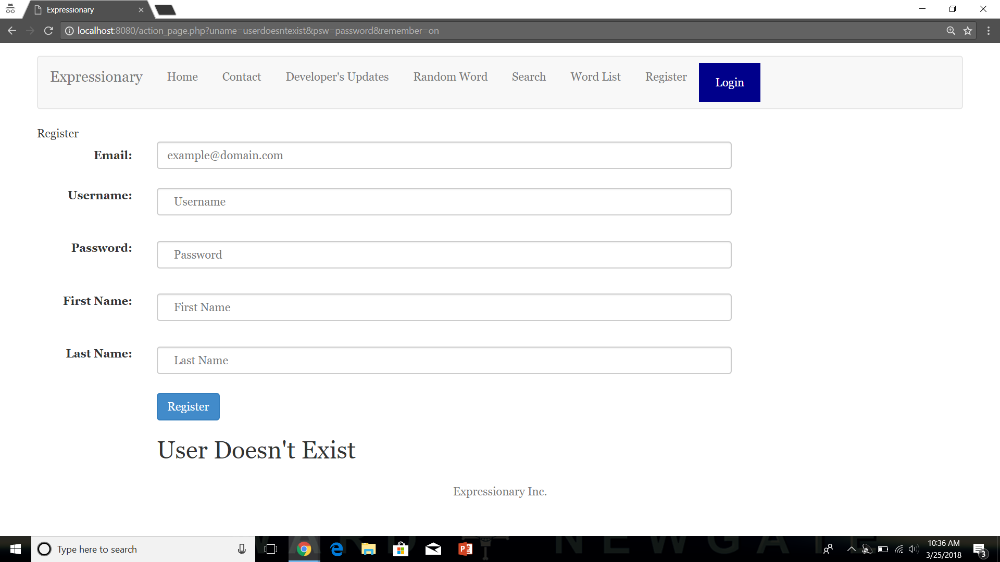 Expressionary
localhost:8080/action_page.php?uname=userdoesntexist&psw=password&remember=on
Expressionary Home Contact Developer's Updates Random Word Search Word List Register Login
Register
Email: example@domain.com
Username: Username
Password: Password
First Name: First Name
Last Name: Last Name
Register
User Doesn't Exist
Expressionary Inc.
NEWGATE
Type here to search
10:36 AM
3/25/2018
3